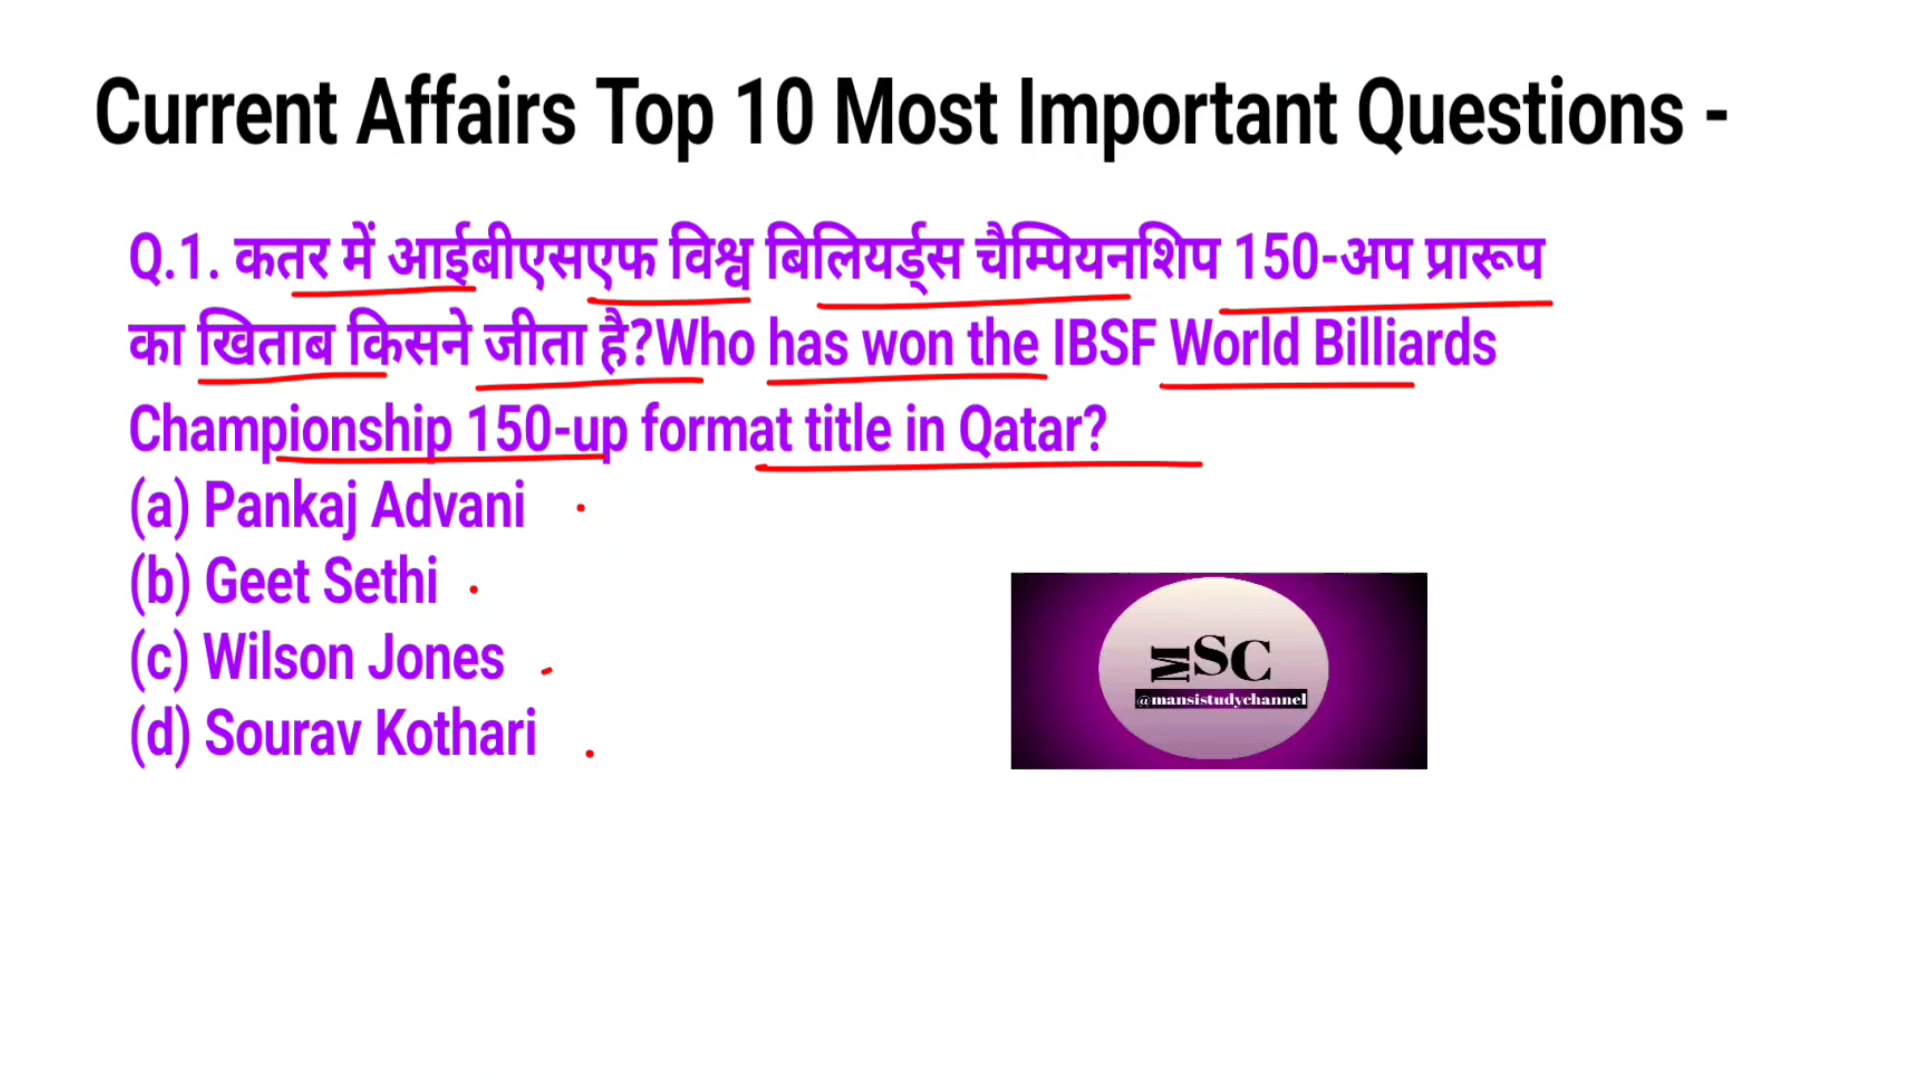 Current Affairs Top 10 Most Important Questions -
Q.1. कतर में आईबीएसएफ विश्व बिलियर्ड्स चैम्पियनशिप 150-अप प्रारूप
का खिताब किसने जीता है?Who has won the IBSF World Billiards
Championship 150-up format title in Qatar?
(a) Pankaj Advani
(b) Geet Sethi
(c) Wilson Jones
(d) Sourav Kothari
MSC
@mansistudychannel